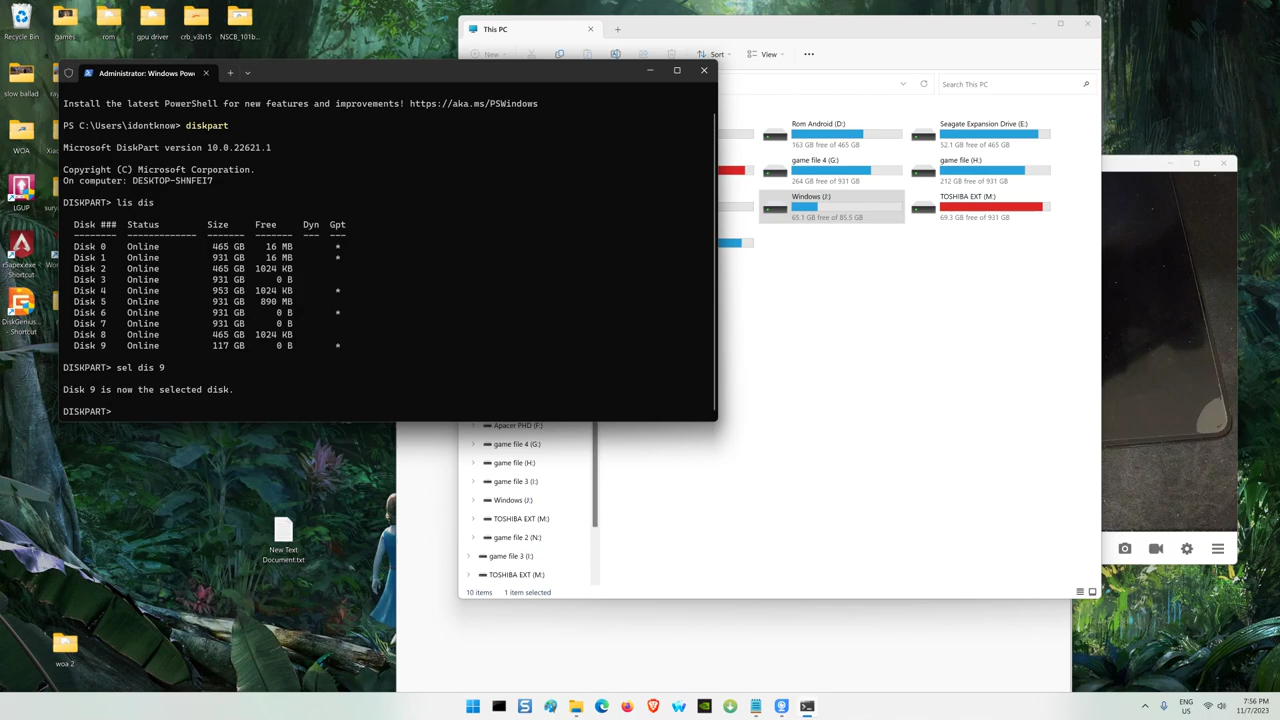 Recycle Bin
games
rom
gpu driver
crb_v3b15
NSCB_101b...
slow ballad
WOA
LGUP
r5apex.exe - Shortcut
DiskGenius... - Shortcut
New Text Document.txt
woa 2
Administrator: Windows Pow
Install the latest PowerShell for new features and improvements! https://aka.ms/PSWindows
PS C:\Users\idontknow> diskpart
Microsoft DiskPart version 10.0.22621.1
Copyright (C) Microsoft Corporation.
On computer: DESKTOP-SHNFEI7
DISKPART> lis dis
Disk ### Status Size Free Dyn Gpt
-------- ------------- ------- ------- --- ---
Disk 0 Online 465 GB 16 MB *
Disk 1 Online 931 GB 16 MB *
Disk 2 Online 465 GB 1024 KB
Disk 3 Online 931 GB 0 B
Disk 4 Online 953 GB 1024 KB *
Disk 5 Online 931 GB 890 MB
Disk 6 Online 931 GB 0 B *
Disk 7 Online 931 GB 0 B
Disk 8 Online 465 GB 1024 KB
Disk 9 Online 117 GB 0 B *
DISKPART> sel dis 9
Disk 9 is now the selected disk.
DISKPART>
This PC
New
Sort
View
Search This PC
Rom Android (D:)
163 GB free of 465 GB
Seagate Expansion Drive (E:)
52.1 GB free of 465 GB
game file 4 (G:)
264 GB free of 931 GB
game file (H:)
212 GB free of 931 GB
Windows (J:)
65.1 GB free of 85.5 GB
TOSHIBA EXT (M:)
69.3 GB free of 931 GB
Apacer PHD (F:)
game file 4 (G:)
game file (H:)
game file 3 (I:)
Windows (J:)
TOSHIBA EXT (M:)
game file 2 (N:)
game file 3 (I:)
TOSHIBA EXT (M:)
10 items
1 item selected
ENG
US
7:56 PM
11/7/2023